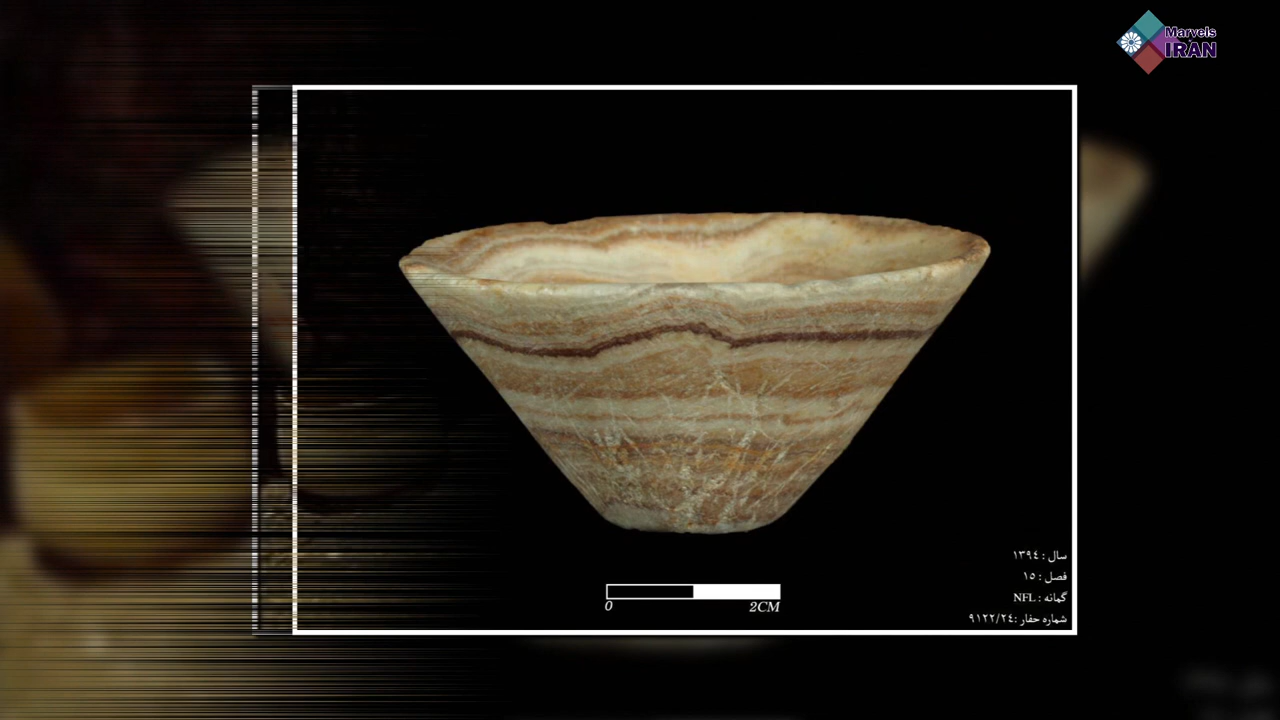 Marvels
IRAN
0 2CM
سال : ۱۳۹٤
فصل : ۱۵
گمانه : NFL
شماره حفار :۹۱۲۲/۲٤